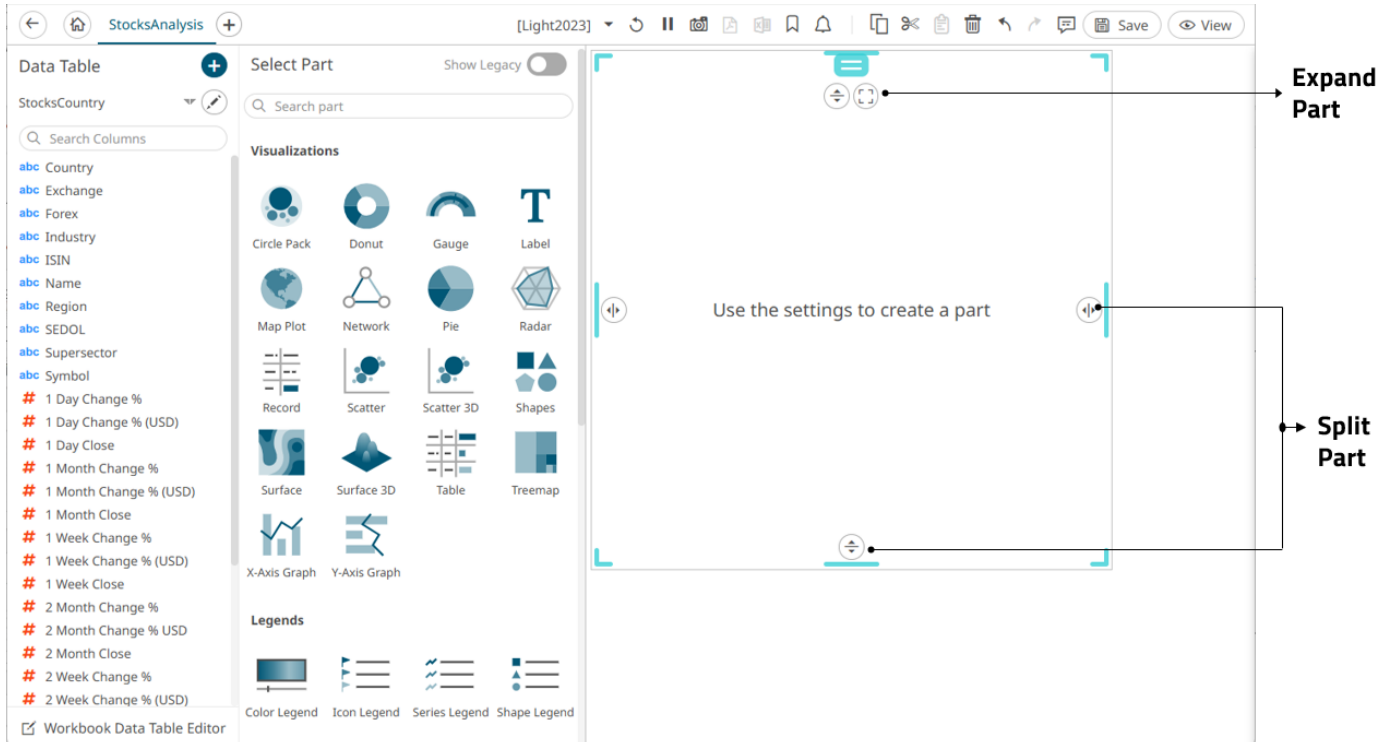 StocksAnalysis
[Light2023]
Save
View
Data Table
StocksCountry
Search Columns
abc Country
abc Exchange
abc Forex
abc Industry
abc ISIN
abc Name
abc Region
abc SEDOL
abc Supersector
abc Symbol
# 1 Day Change %
# 1 Day Change % (USD)
# 1 Day Close
# 1 Month Change %
# 1 Month Change % (USD)
# 1 Month Close
# 1 Week Change %
# 1 Week Change % (USD)
# 1 Week Close
# 2 Month Change %
# 2 Month Change % USD
# 2 Month Close
# 2 Week Change %
# 2 Week Change % (USD)
Workbook Data Table Editor
Select Part
Show Legacy
Search part
Visualizations
T
Circle Pack Donut Gauge Label
Map Plot Network Pie Radar
Record Scatter Scatter 3D Shapes
Surface Surface 3D Table Treemap
X-Axis Graph Y-Axis Graph
Legends
Color Legend Icon Legend Series Legend Shape Legend
Use the settings to create a part
Expand
Part
Split
Part